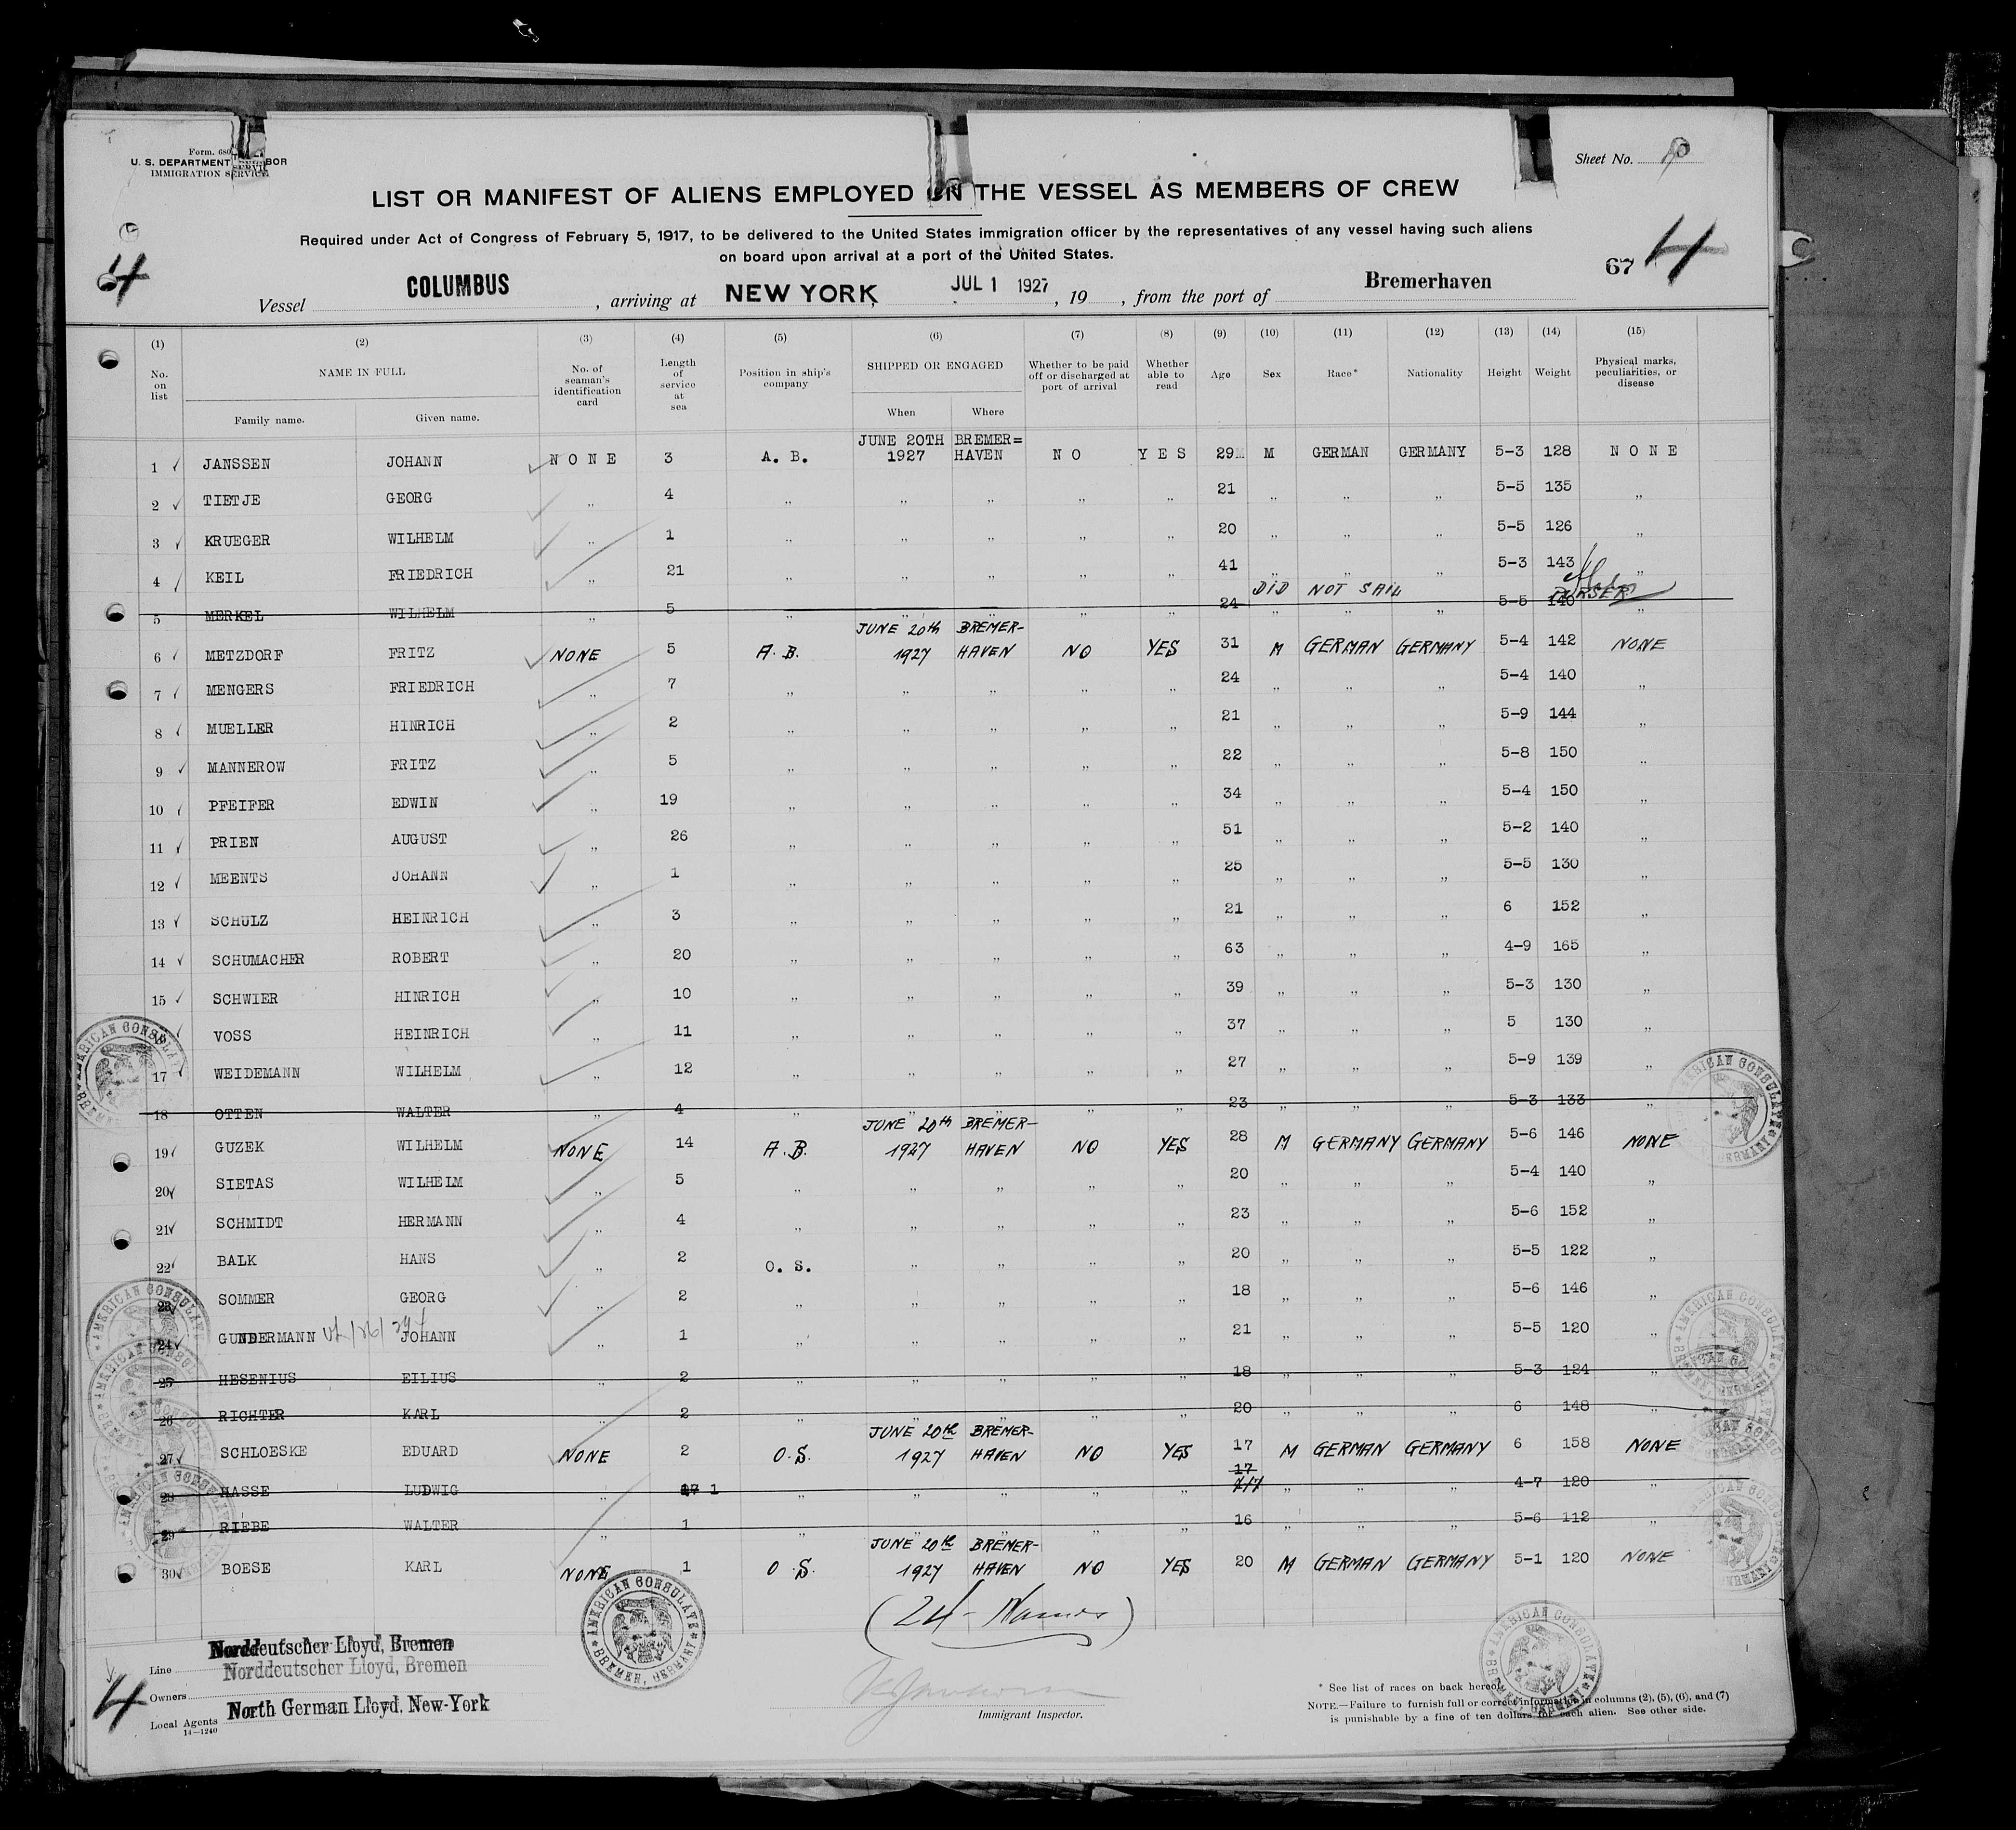 Form. 680
U. S. DEPARTMENT BOR
IMMIGRATION SERVICE
Sheet No.
LIST OR MANIFEST OF ALIENS EMPLOYED ON THE VESSEL AS MEMBERS OF CREW
Required under Act of Congress of February 5, 1917, to be delivered to the United States immigration officer by the representatives of any vessel having such aliens
on board upon arrival at a port of the United States.
4
67 4
Vessel COLUMBUS, arriving at NEW YORK, JUL 1 1927, 19 , from the port of Bremerhaven
(1) (2) (3) (4) (5) (6) (7) (8) (9) (10) (11) (12) (13) (14) (15)
No. on list NAME IN FULL No. of seaman's identification card Length of service at sea Position in ship's company SHIPPED OR ENGAGED Whether to be paid off or discharged at port of arrival Whether able to read Age Sex Race* Nationality Height Weight Physical marks, peculiarities, or disease
Family name. Given name. When Where
JUNE 20TH BREMER=
1 JANSSEN JOHANN NONE 3 A. B. 1927 HAVEN NO YES 29 M GERMAN GERMANY 5-3 128 NONE
2 TIETJE GEORG ,, 4 ,, ,, ,, ,, ,, 21 ,, ,, ,, 5-5 135 ,,
3 KRUEGER WILHELM ,, 1 ,, ,, ,, ,, ,, 20 ,, ,, ,, 5-5 126 ,,
4 KEIL FRIEDRICH ,, 21 ,, ,, ,, ,, ,, 41 ,, ,, ,, 5-3 143 ,,
DID NOT SAIL PURSER
5 MERKEL WILHELM ,, 5 ,, ,, ,, ,, ,, 24 ,, ,, ,, 5-5 140 ,,
JUNE 20th BREMER-
6 METZDORF FRITZ NONE 5 A. B. 1927 HAVEN NO YES 31 M GERMAN GERMANY 5-4 142 NONE
7 MENGERS FRIEDRICH ,, 7 ,, ,, ,, ,, ,, 24 ,, ,, ,, 5-4 140 ,,
8 MUELLER HINRICH ,, 2 ,, ,, ,, ,, ,, 21 ,, ,, ,, 5-9 144 ,,
9 MANNEROW FRITZ ,, 5 ,, ,, ,, ,, ,, 22 ,, ,, ,, 5-8 150 ,,
10 PFEIFER EDWIN ,, 19 ,, ,, ,, ,, ,, 34 ,, ,, ,, 5-4 150 ,,
11 PRIEN AUGUST ,, 26 ,, ,, ,, ,, ,, 51 ,, ,, ,, 5-2 140 ,,
12 MEENTS JOHANN ,, 1 ,, ,, ,, ,, ,, 25 ,, ,, ,, 5-5 130 ,,
13 SCHULZ HEINRICH ,, 3 ,, ,, ,, ,, ,, 21 ,, ,, ,, 6 152 ,,
14 SCHUMACHER ROBERT ,, 20 ,, ,, ,, ,, ,, 63 ,, ,, ,, 4-9 165 ,,
15 SCHWIER HINRICH ,, 10 ,, ,, ,, ,, ,, 39 ,, ,, ,, 5-3 130 ,,
VOSS HEINRICH ,, 11 ,, ,, ,, ,, ,, 37 ,, ,, ,, 5 130 ,,
17 WEIDEMANN WILHELM ,, 12 ,, ,, ,, ,, ,, 27 ,, ,, ,, 5-9 139 ,,
18 OTTEN WALTER ,, 4 ,, ,, ,, ,, ,, 23 ,, ,, ,, 5-3 133 ,,
JUNE 20th BREMER-
19 GUZEK WILHELM NONE 14 A. B. 1927 HAVEN NO YES 28 M GERMANY GERMANY 5-6 146 NONE
20 SIETAS WILHELM ,, 5 ,, ,, ,, ,, ,, 20 ,, ,, ,, 5-4 140 ,,
21 SCHMIDT HERMANN ,, 4 ,, ,, ,, ,, ,, 23 ,, ,, ,, 5-6 152 ,,
22 BALK HANS ,, 2 O. S. ,, ,, ,, ,, 20 ,, ,, ,, 5-5 122 ,,
23 SOMMER GEORG ,, 2 ,, ,, ,, ,, ,, 18 ,, ,, ,, 5-6 146 ,,
24 GUNDERMANN JOHANN ,, 1 ,, ,, ,, ,, ,, 21 ,, ,, ,, 5-5 120 ,,
25 HESENIUS EILIUS ,, 2 ,, ,, ,, ,, ,, 18 ,, ,, ,, 5-3 124 ,,
26 RICHTER KARL ,, 2 ,, ,, ,, ,, ,, 20 ,, ,, ,, 6 148 ,,
JUNE 20th BREMER-
27 SCHLOESKE EDUARD NONE 2 O. S. 1927 HAVEN NO YES 17 M GERMAN GERMANY 6 158 NONE
17
28 HASSE LUDWIG ,, 1 ,, ,, ,, ,, ,, 17 ,, ,, ,, 4-7 120 ,,
29 RIEBE WALTER ,, 1 ,, ,, ,, ,, ,, 16 ,, ,, ,, 5-6 112 ,,
JUNE 20th BREMER-
30 BOESE KARL NONE 1 O. S. 1927 HAVEN NO YES 20 M GERMAN GERMANY 5-1 120 NONE
(24 - Names)
AMERICAN CONSULATE
BREMEN, GERMANY
Line Norddeutscher Lloyd, Bremen
Norddeutscher Lloyd, Bremen
4
Owners
Local Agents North German Lloyd, New-York
14—1240
Immigrant Inspector.
* See list of races on back hereof.
NOTE.—Failure to furnish full or correct information in columns (2), (5), (6), and (7)
is punishable by a fine of ten dollars for each alien. See other side.